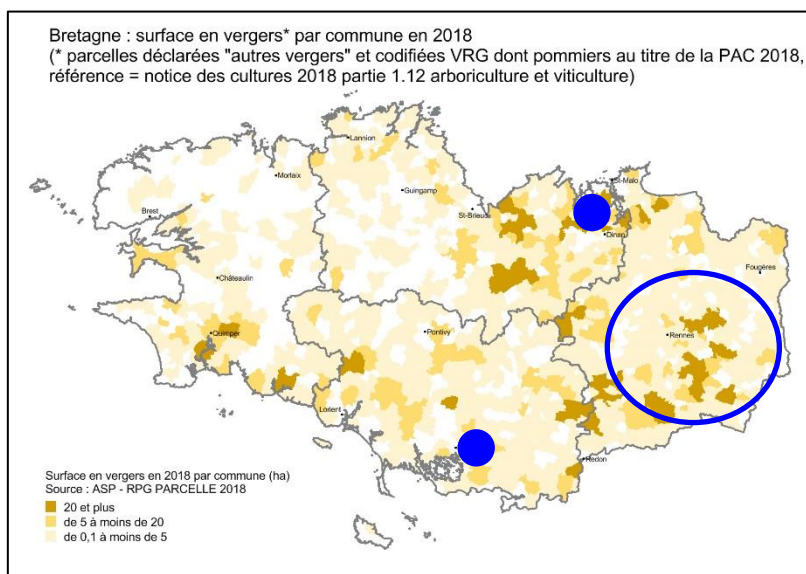 Bretagne : surface en vergers* par commune en 2018
(* parcelles déclarées "autres vergers" et codifiées VRG dont pommiers au titre de la PAC 2018,
référence = notice des cultures 2018 partie 1.12 arboriculture et viticulture)
Lannion
Morlaix
St-Malo
Guingamp
Brest
St-Brieuc
Dinan
Fougères
Châteaulin
Quimper
Pontivy
Rennes
Lorient
Redon
Surface en vergers en 2018 par commune (ha)
Source : ASP - RPG PARCELLE 2018
20 et plus
de 5 à moins de 20
de 0,1 à moins de 5